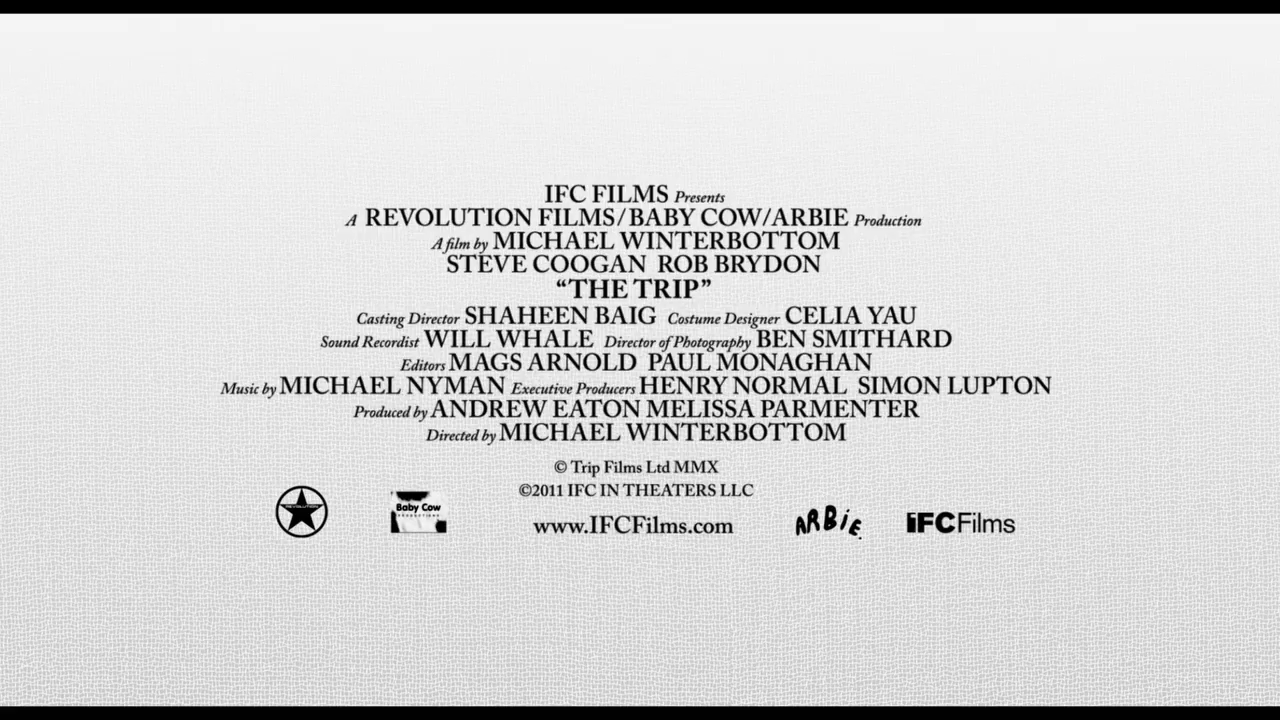 IFC FILMS Presents
A REVOLUTION FILMS/BABY COW/ARBIE Production
A film by MICHAEL WINTERBOTTOM
STEVE COOGAN ROB BRYDON
“THE TRIP”
Casting Director SHAHEEN BAIG Costume Designer CELIA YAU
Sound Recordist WILL WHALE Director of Photography BEN SMITHARD
Editors MAGS ARNOLD PAUL MONAGHAN
Music by MICHAEL NYMAN Executive Producers HENRY NORMAL SIMON LUPTON
Produced by ANDREW EATON MELISSA PARMENTER
Directed by MICHAEL WINTERBOTTOM
© Trip Films Ltd MMX
©2011 IFC IN THEATERS LLC
REVOLUTION
Baby Cow
PRODUCTIONS
www.IFCFilms.com
ARBiE.
iFCFilms